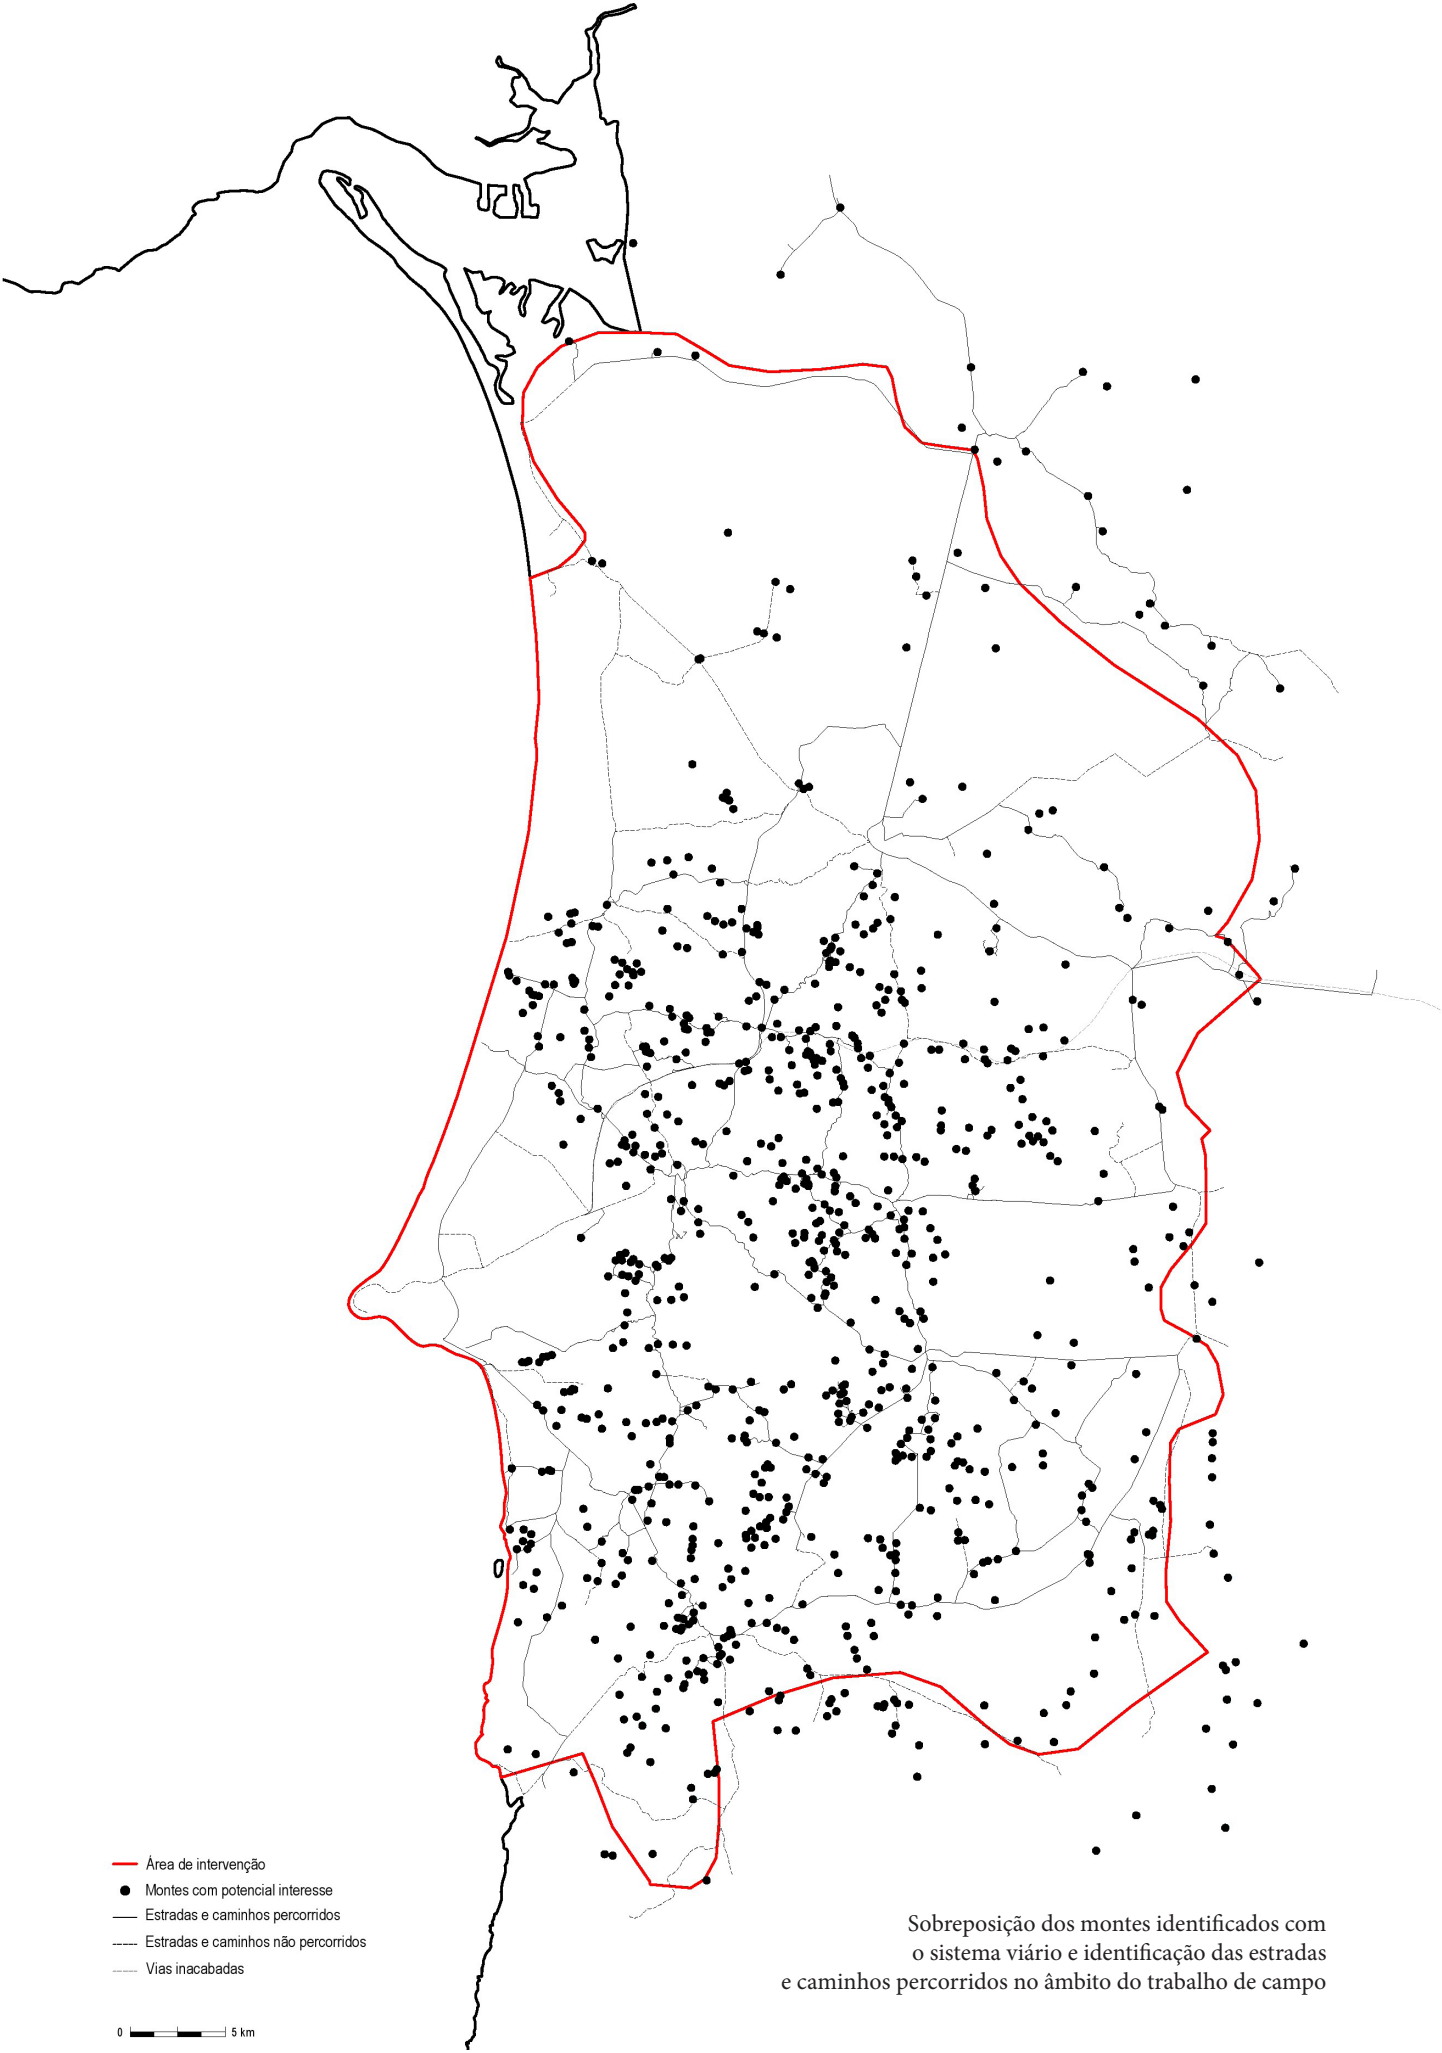 Área de intervenção
Montes com potencial interesse
Estradas e caminhos percorridos
Estradas e caminhos não percorridos
Vias inacabadas
0 5 km
Sobreposição dos montes identificados com
o sistema viário e identificação das estradas
e caminhos percorridos no âmbito do trabalho de campo